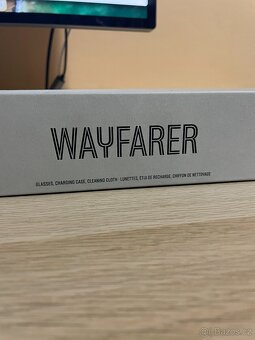 WAYFARER
GLASSES, CHARGING CASE, CLEANING CLOTH · LUNETTES, ETUI DE RECHARGE, CHIFFON DE NETTOYAGE